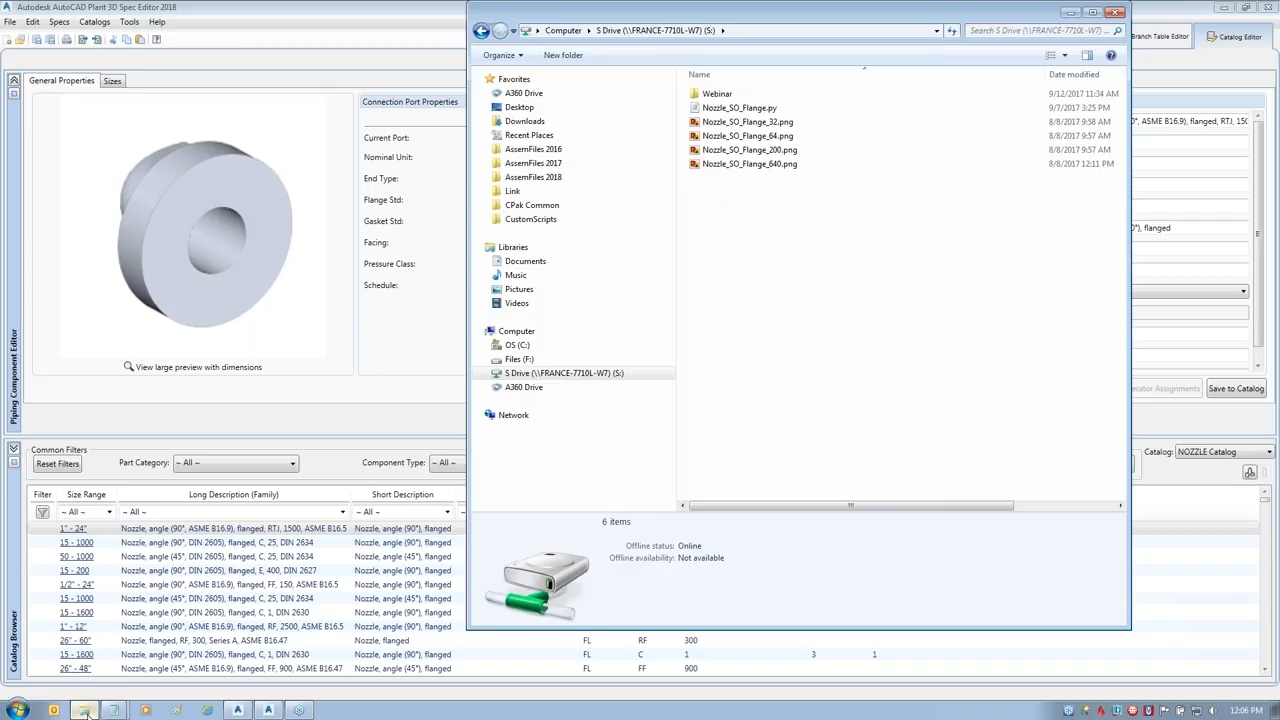 Autodesk AutoCAD Plant 3D Spec Editor 2018
File Edit Specs Catalogs Tools Help
Branch Table Editor
Catalog Editor
Computer S Drive (\\FRANCE-7710L-W7) (S:)
Search S Drive (\\FRANCE-7710L-W7) ...
Organize New folder
General Properties Sizes
Connection Port Properties
Current Port:
Nominal Unit:
End Type:
Flange Std:
Gasket Std:
Facing:
Pressure Class:
Schedule:
View large preview with dimensions
Piping Component Editor
Favorites
A360 Drive
Desktop
Downloads
Recent Places
AssemFiles 2016
AssemFiles 2017
AssemFiles 2018
Link
CPak Common
CustomScripts
Libraries
Documents
Music
Pictures
Videos
Computer
OS (C:)
Files (F:)
S Drive (\\FRANCE-7710L-W7) (S:)
A360 Drive
Network
Name Date modified
Webinar 9/12/2017 11:34 AM
Nozzle_SO_Flange.py 9/7/2017 3:25 PM
Nozzle_SO_Flange_32.png 8/8/2017 9:58 AM
Nozzle_SO_Flange_64.png 8/8/2017 9:57 AM
Nozzle_SO_Flange_200.png 8/8/2017 9:57 AM
Nozzle_SO_Flange_640.png 8/8/2017 12:11 PM
6 items
Offline status: Online
Offline availability: Not available
°, ASME B16.9), flanged, RTJ, 150
°), flanged
erator Assignments
Save to Catalog
Common Filters
Reset Filters Part Category: ~ All ~ Component Type: ~ All
Catalog: NOZZLE Catalog
Filter Size Range Long Description (Family) Short Description
~ All ~ ~ All ~ ~ All ~
1" - 24" Nozzle, angle (90°, ASME B16.9), flanged, RTJ, 1500, ASME B16.5 Nozzle, angle (90°), flanged
15 - 1000 Nozzle, angle (90°, DIN 2605), flanged, C, 25, DIN 2634 Nozzle, angle (90°), flanged
50 - 1000 Nozzle, angle (45°, DIN 2605), flanged, C, 25, DIN 2634 Nozzle, angle (45°), flanged
15 - 200 Nozzle, angle (90°, DIN 2605), flanged, E, 400, DIN 2627 Nozzle, angle (90°), flanged
1/2" - 24" Nozzle, angle (90°, ASME B16.9), flanged, FF, 150, ASME B16.5 Nozzle, angle (90°), flanged
15 - 1000 Nozzle, angle (45°, DIN 2605), flanged, C, 25, DIN 2634 Nozzle, angle (45°), flanged
15 - 1600 Nozzle, angle (90°, DIN 2605), flanged, C, 1, DIN 2630 Nozzle, angle (90°), flanged
1" - 12" Nozzle, angle (90°, ASME B16.9), flanged, RF, 2500, ASME B16.5 Nozzle, angle (90°), flanged
26" - 60" Nozzle, flanged, RF, 300, Series A, ASME B16.47 Nozzle, flanged FL RF 300
15 - 1600 Nozzle, angle (90°, DIN 2605), flanged, C, 1, DIN 2630 Nozzle, angle (90°), flanged FL C 1 3 1
26" - 48" Nozzle, angle (45°, ASME B16.9), flanged, FF, 900, ASME B16.47 Nozzle, angle (45°), flanged FL FF 900
Catalog Browser
12:06 PM